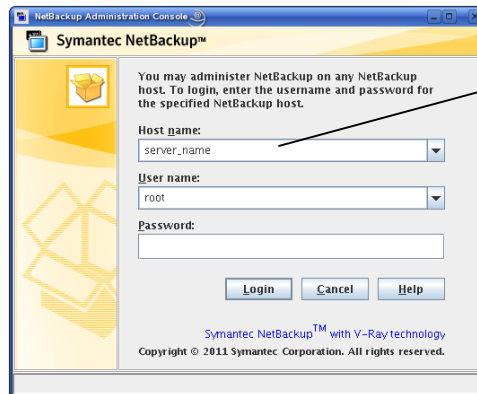 NetBackup Administration Console
Symantec NetBackup™
You may administer NetBackup on any NetBackup
host. To login, enter the username and password for
the specified NetBackup host.
Host name:
server_name
User name:
root
Password:
Login Cancel Help
Symantec NetBackup™ with V-Ray technology
Copyright © 2011 Symantec Corporation. All rights reserved.